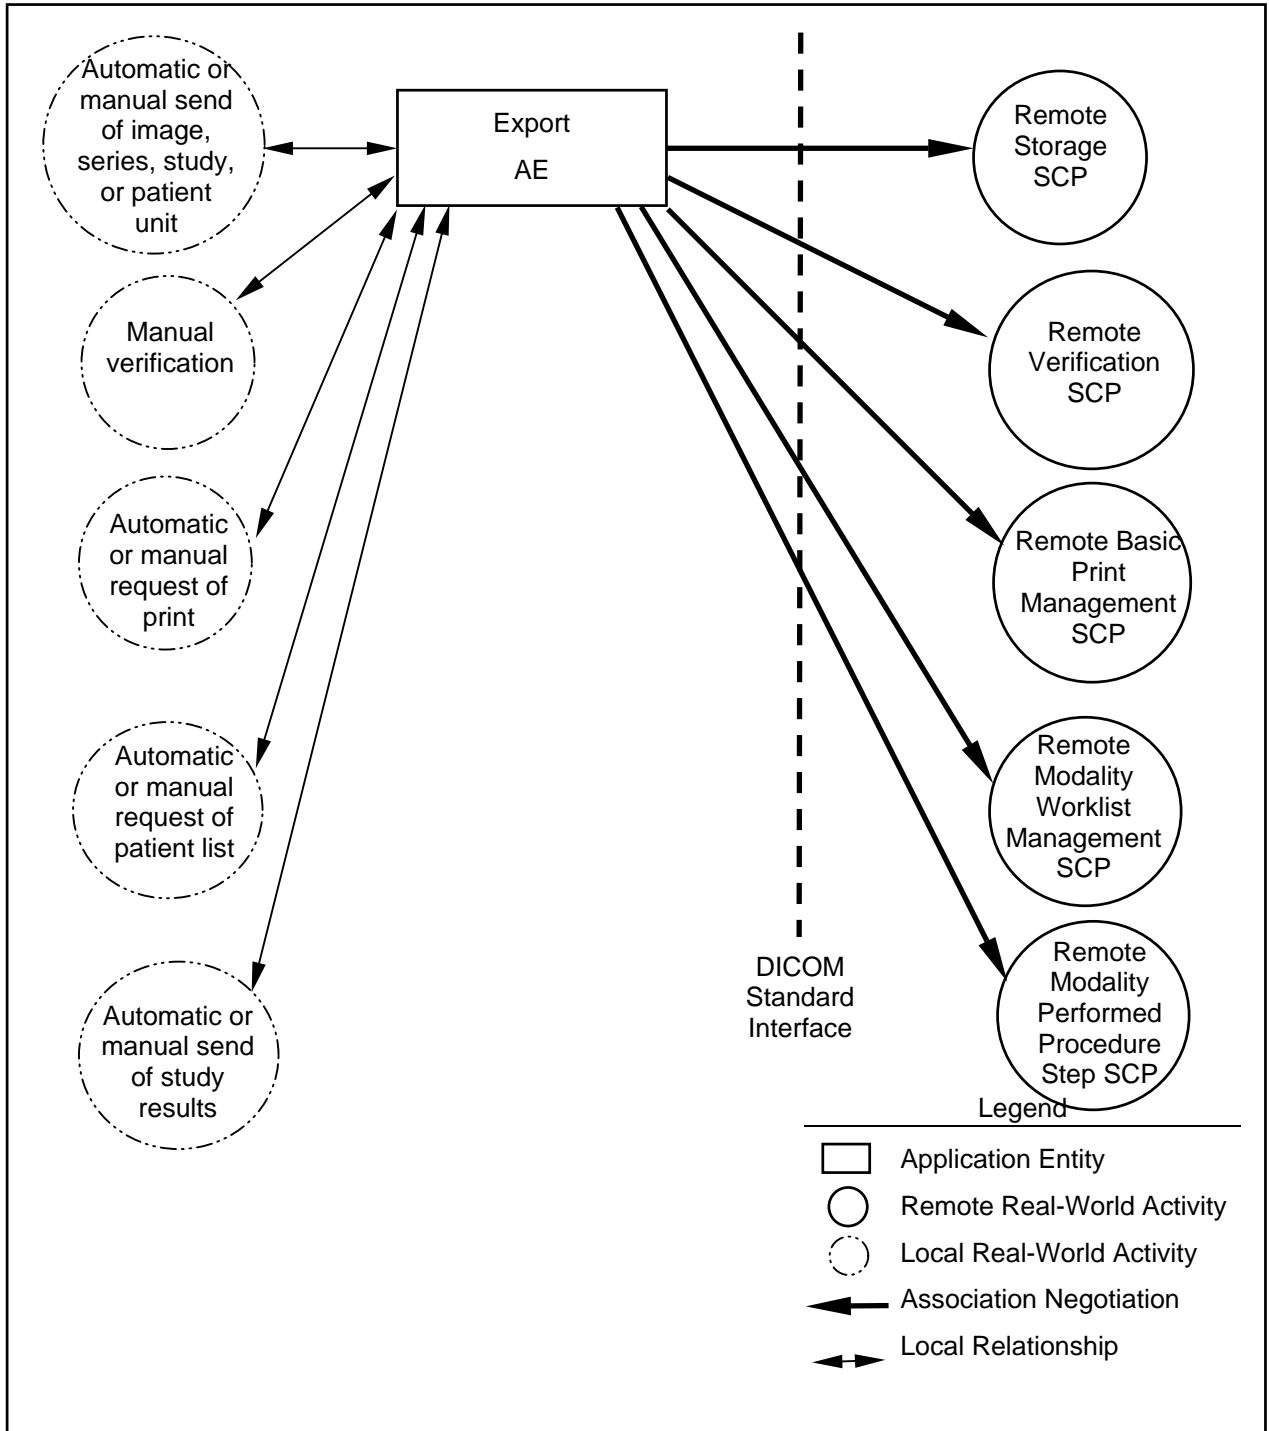 Automatic or
manual send
of image,
series, study,
or patient
unit
Export
AE
Remote
Storage
SCP
Manual
verification
Remote
Verification
SCP
Automatic
or manual
request of
print
Remote Basic
Print
Management
SCP
Automatic
or manual
request of
patient list
Remote
Modality
Worklist
Management
SCP
Automatic or
manual send
of study
results
DICOM
Standard
Interface
Remote
Modality
Performed
Procedure
Step SCP
Legend
Application Entity
Remote Real-World Activity
Local Real-World Activity
Association Negotiation
Local Relationship